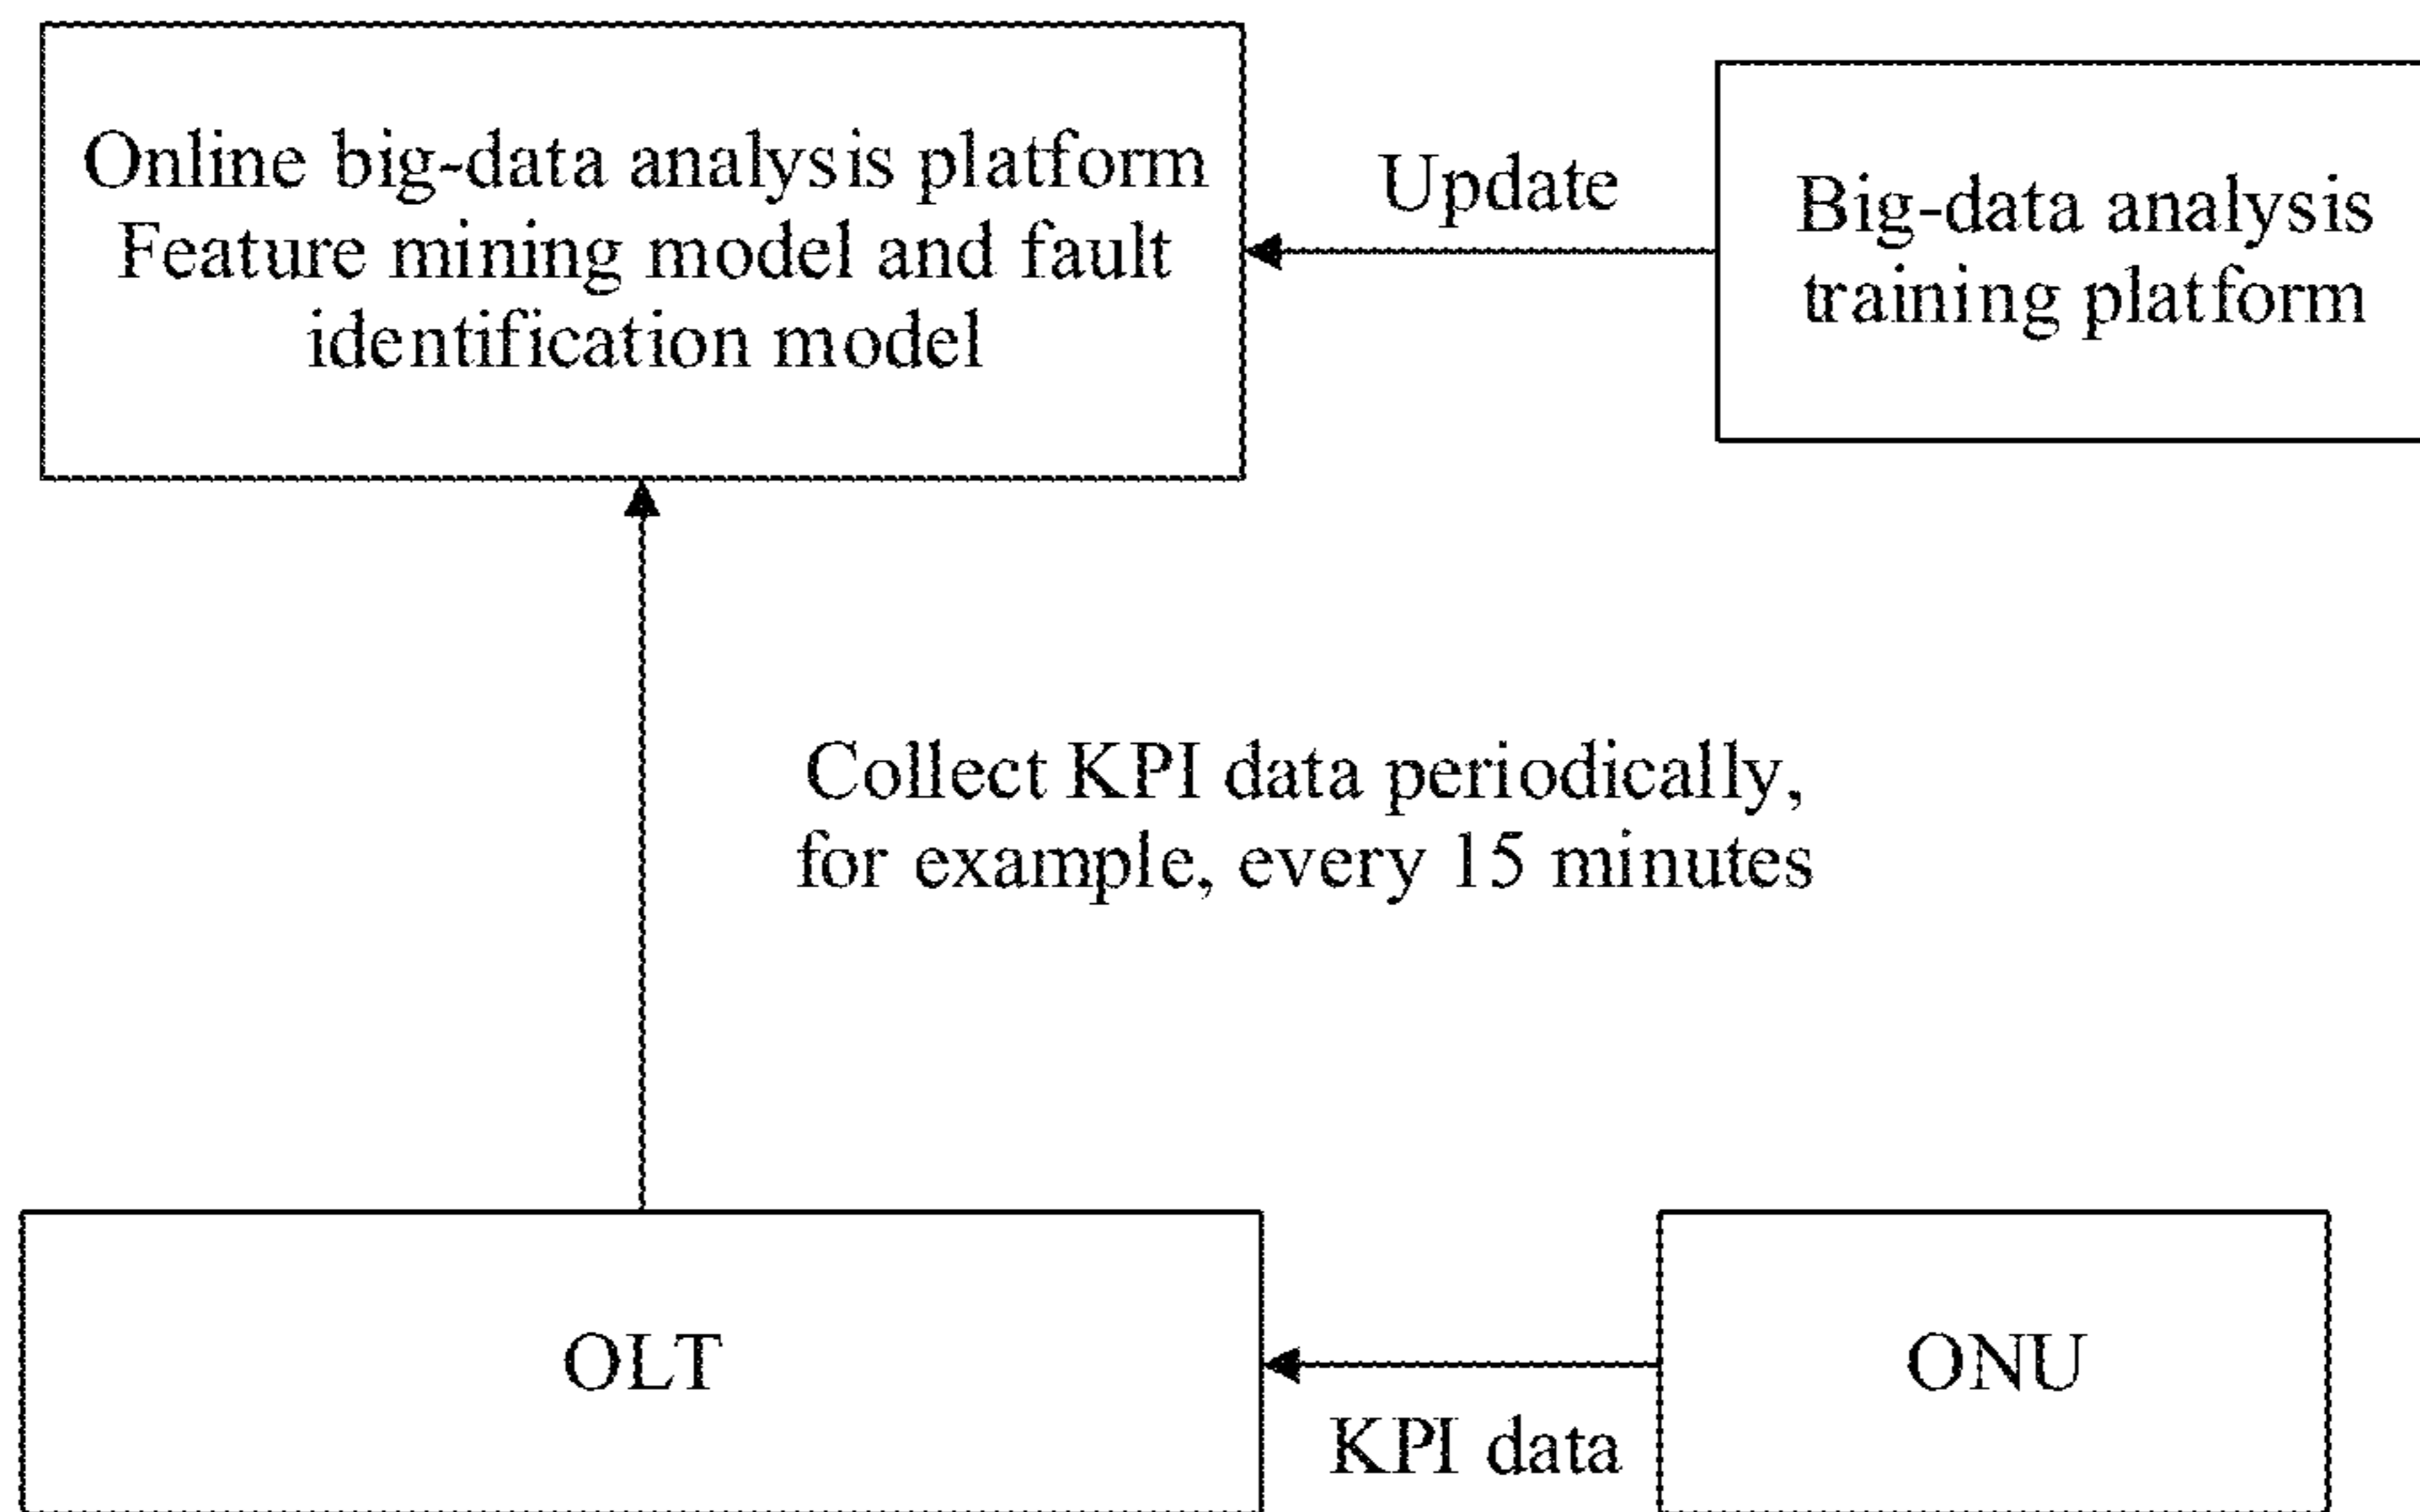 Online big-data analysis platform
Feature mining model and fault
identification model
Update
Big-data analysis
training platform
Collect KPI data periodically,
for example, every 15 minutes
OLT
KPI data
ONU